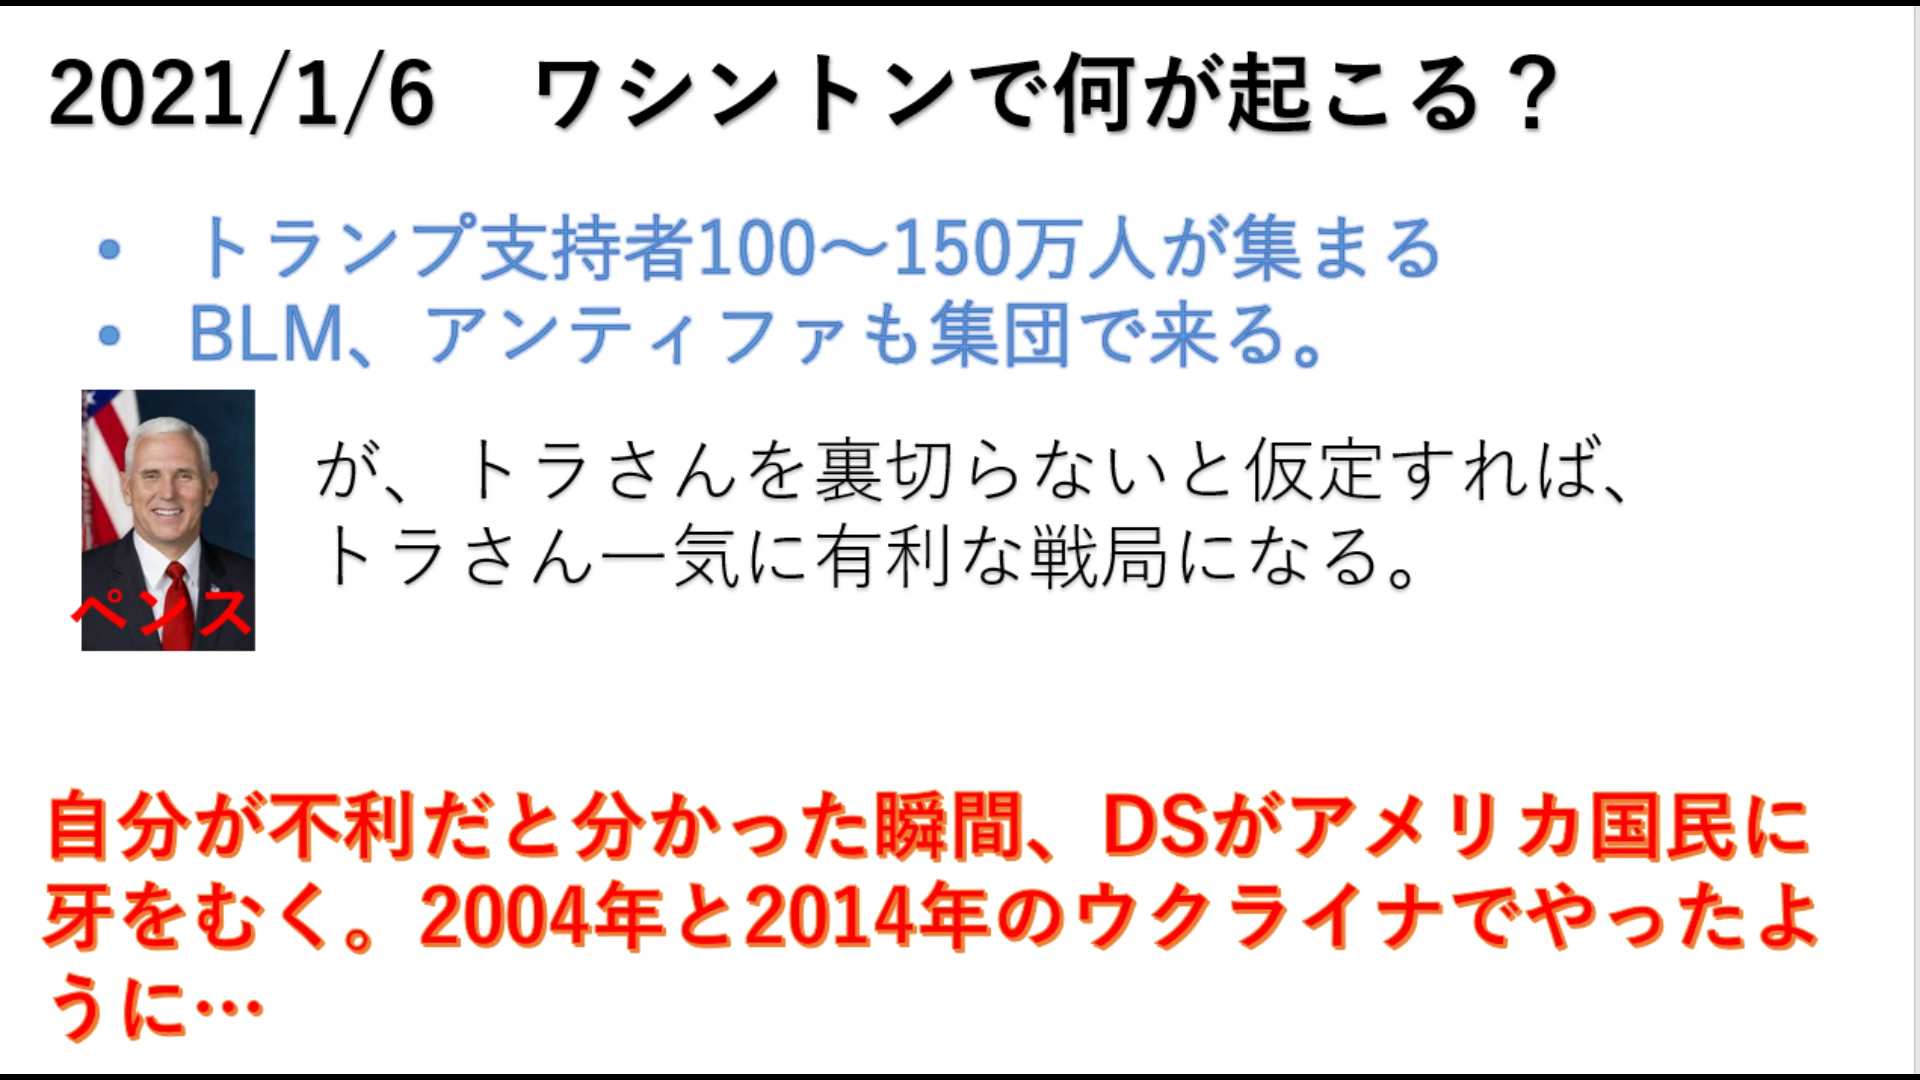 2021/1/6　ワシントンで何が起こる？
• トランプ支持者100～150万人が集まる
• BLM、アンティファも集団で来る。
が、トラさんを裏切らないと仮定すれば、
トラさん一気に有利な戦局になる。
ペンス
自分が不利だと分かった瞬間、DSがアメリカ国民に
牙をむく。2004年と2014年のウクライナでやったよ
うに…